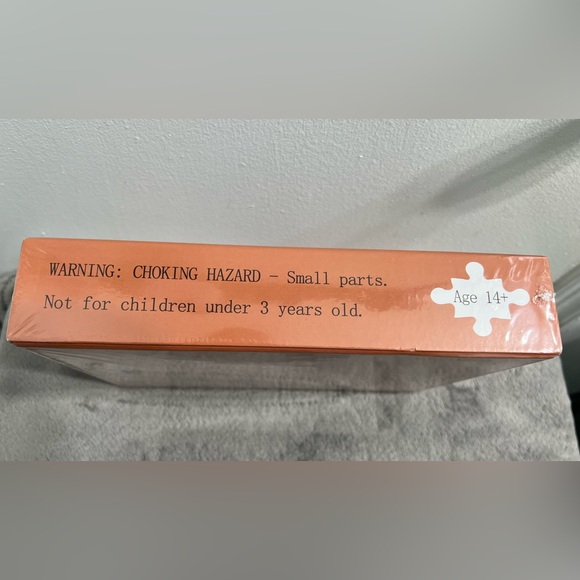 WARNING: CHOKING HAZARD - Small parts.
Not for children under 3 years old.
Age 14+